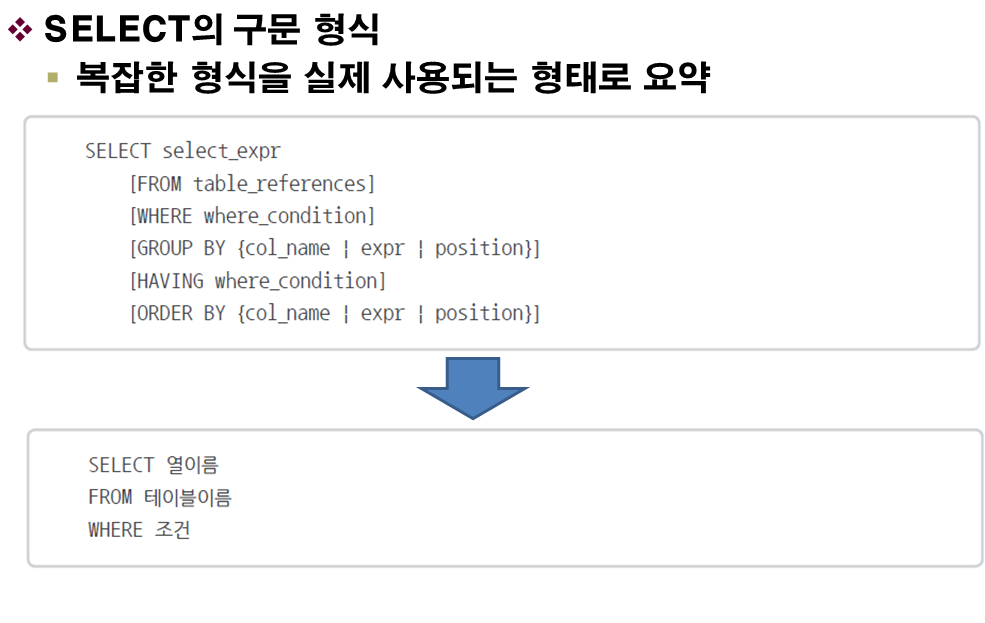 SELECT의 구문 형식
복잡한 형식을 실제 사용되는 형태로 요약
SELECT select_expr
[FROM table_references]
[WHERE where_condition]
[GROUP BY {col_name | expr | position}]
[HAVING where_condition]
[ORDER BY {col_name | expr | position}]
SELECT 열이름
FROM 테이블이름
WHERE 조건